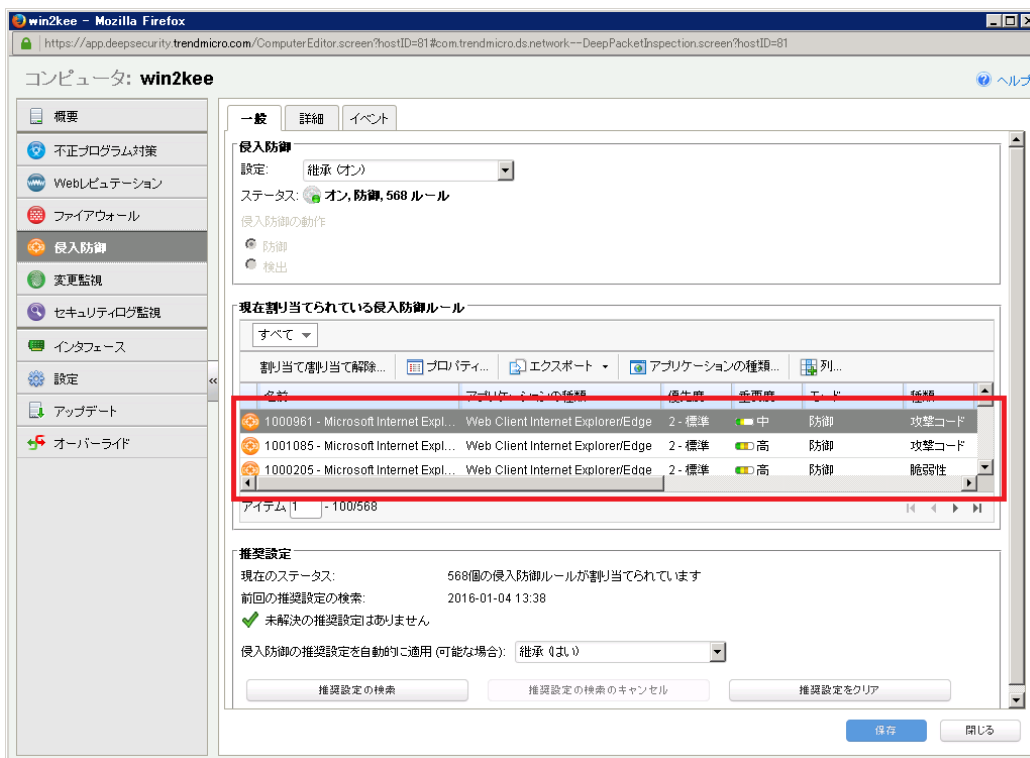 win2kee - Mozilla Firefox
https://app.deepsecurity.trendmicro.com/ComputerEditor.screen?hostID=81#com.trendmicro.ds.network--DeepPacketInspection.screen?hostID=81
コンピュータ: win2kee
ヘルプ
概要
不正プログラム対策
Webレピュテーション
ファイアウォール
侵入防御
変更監視
セキュリティログ監視
インタフェース
設定
アップデート
オーバーライド
«
一般 詳細 イベント
侵入防御
設定: 継承 (オン)
ステータス: オン, 防御, 568 ルール
侵入防御の動作
防御
検出
現在割り当てられている侵入防御ルール
すべて
割り当て/割り当て解除... プロパティ... エクスポート アプリケーションの種類... 列...
名前 アプリケーションの種類 優先度 重要度 モード 種類
1000961 - Microsoft Internet Expl... Web Client Internet Explorer/Edge 2 - 標準 中 防御 攻撃コード
1001085 - Microsoft Internet Expl... Web Client Internet Explorer/Edge 2 - 標準 高 防御 攻撃コード
1000205 - Microsoft Internet Expl... Web Client Internet Explorer/Edge 2 - 標準 高 防御 脆弱性
アイテム 1 - 100/568
推奨設定
現在のステータス: 568個の侵入防御ルールが割り当てられています
前回の推奨設定の検索: 2016-01-04 13:38
未解決の推奨設定はありません
侵入防御の推奨設定を自動的に適用 (可能な場合): 継承 (はい)
推奨設定の検索 推奨設定の検索のキャンセル 推奨設定をクリア
保存 閉じる